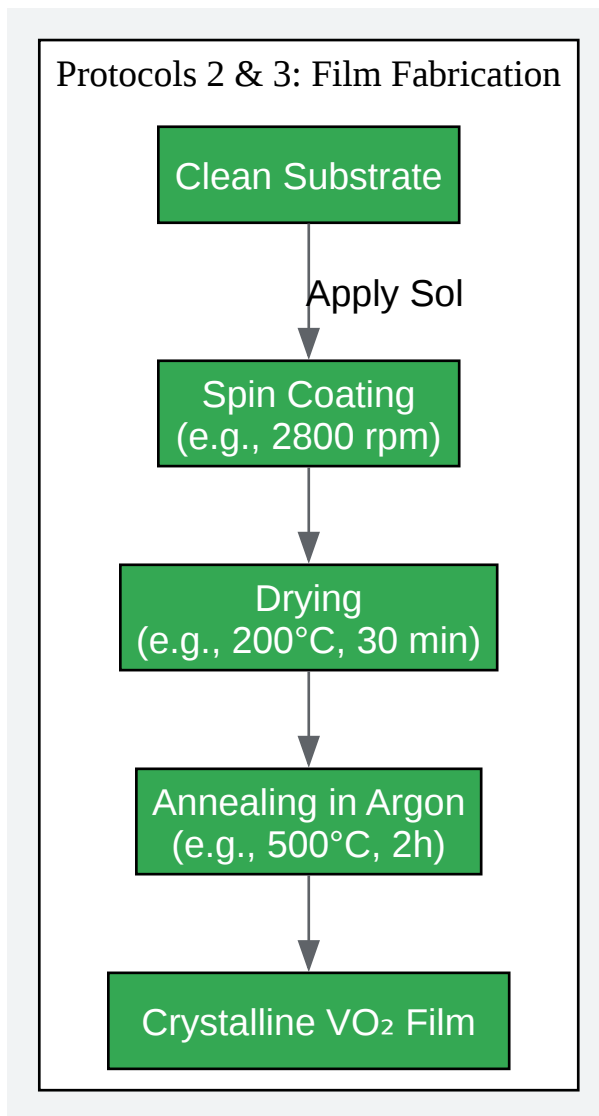 Protocols 2 & 3: Film Fabrication
Clean Substrate
Apply Sol
Spin Coating
(e.g., 2800 rpm)
Drying
(e.g., 200°C, 30 min)
Annealing in Argon
(e.g., 500°C, 2h)
Crystalline VO₂ Film